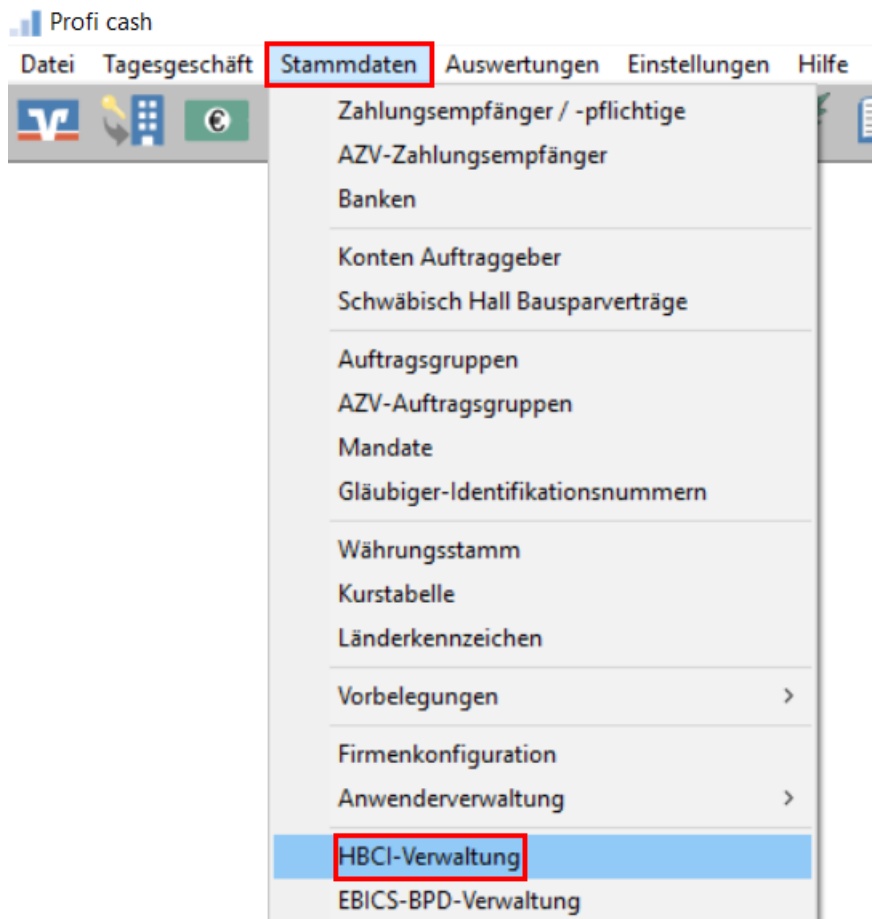 Profi cash
Datei Tagesgeschäft Stammdaten Auswertungen Einstellungen Hilfe
€
Zahlungsempfänger / -pflichtige
AZV-Zahlungsempfänger
Banken
Konten Auftraggeber
Schwäbisch Hall Bausparverträge
Auftragsgruppen
AZV-Auftragsgruppen
Mandate
Gläubiger-Identifikationsnummern
Währungsstamm
Kurstabelle
Länderkennzeichen
Vorbelegungen
Firmenkonfiguration
Anwenderverwaltung
HBCI-Verwaltung
EBICS-BPD-Verwaltung